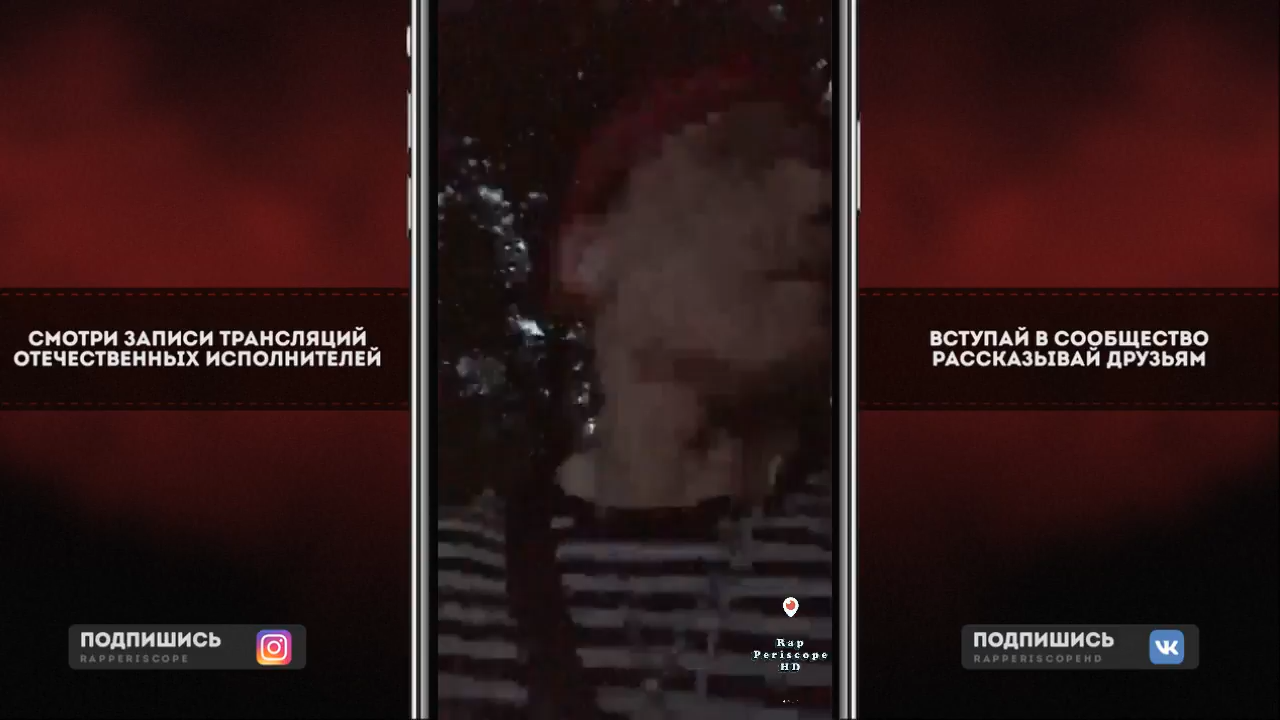 СМОТРИ ЗАПИСИ ТРАНСЛЯЦИЙ
ОТЕЧЕСТВЕННЫХ ИСПОЛНИТЕЛЕЙ
ВСТУПАЙ В СООБЩЕСТВО
РАССКАЗЫВАЙ ДРУЗЬЯМ
ПОДПИШИСЬ
RAPPERISCOPE
Rap
Periscope
HD
ПОДПИШИСЬ
RAPPERISCOPEHD